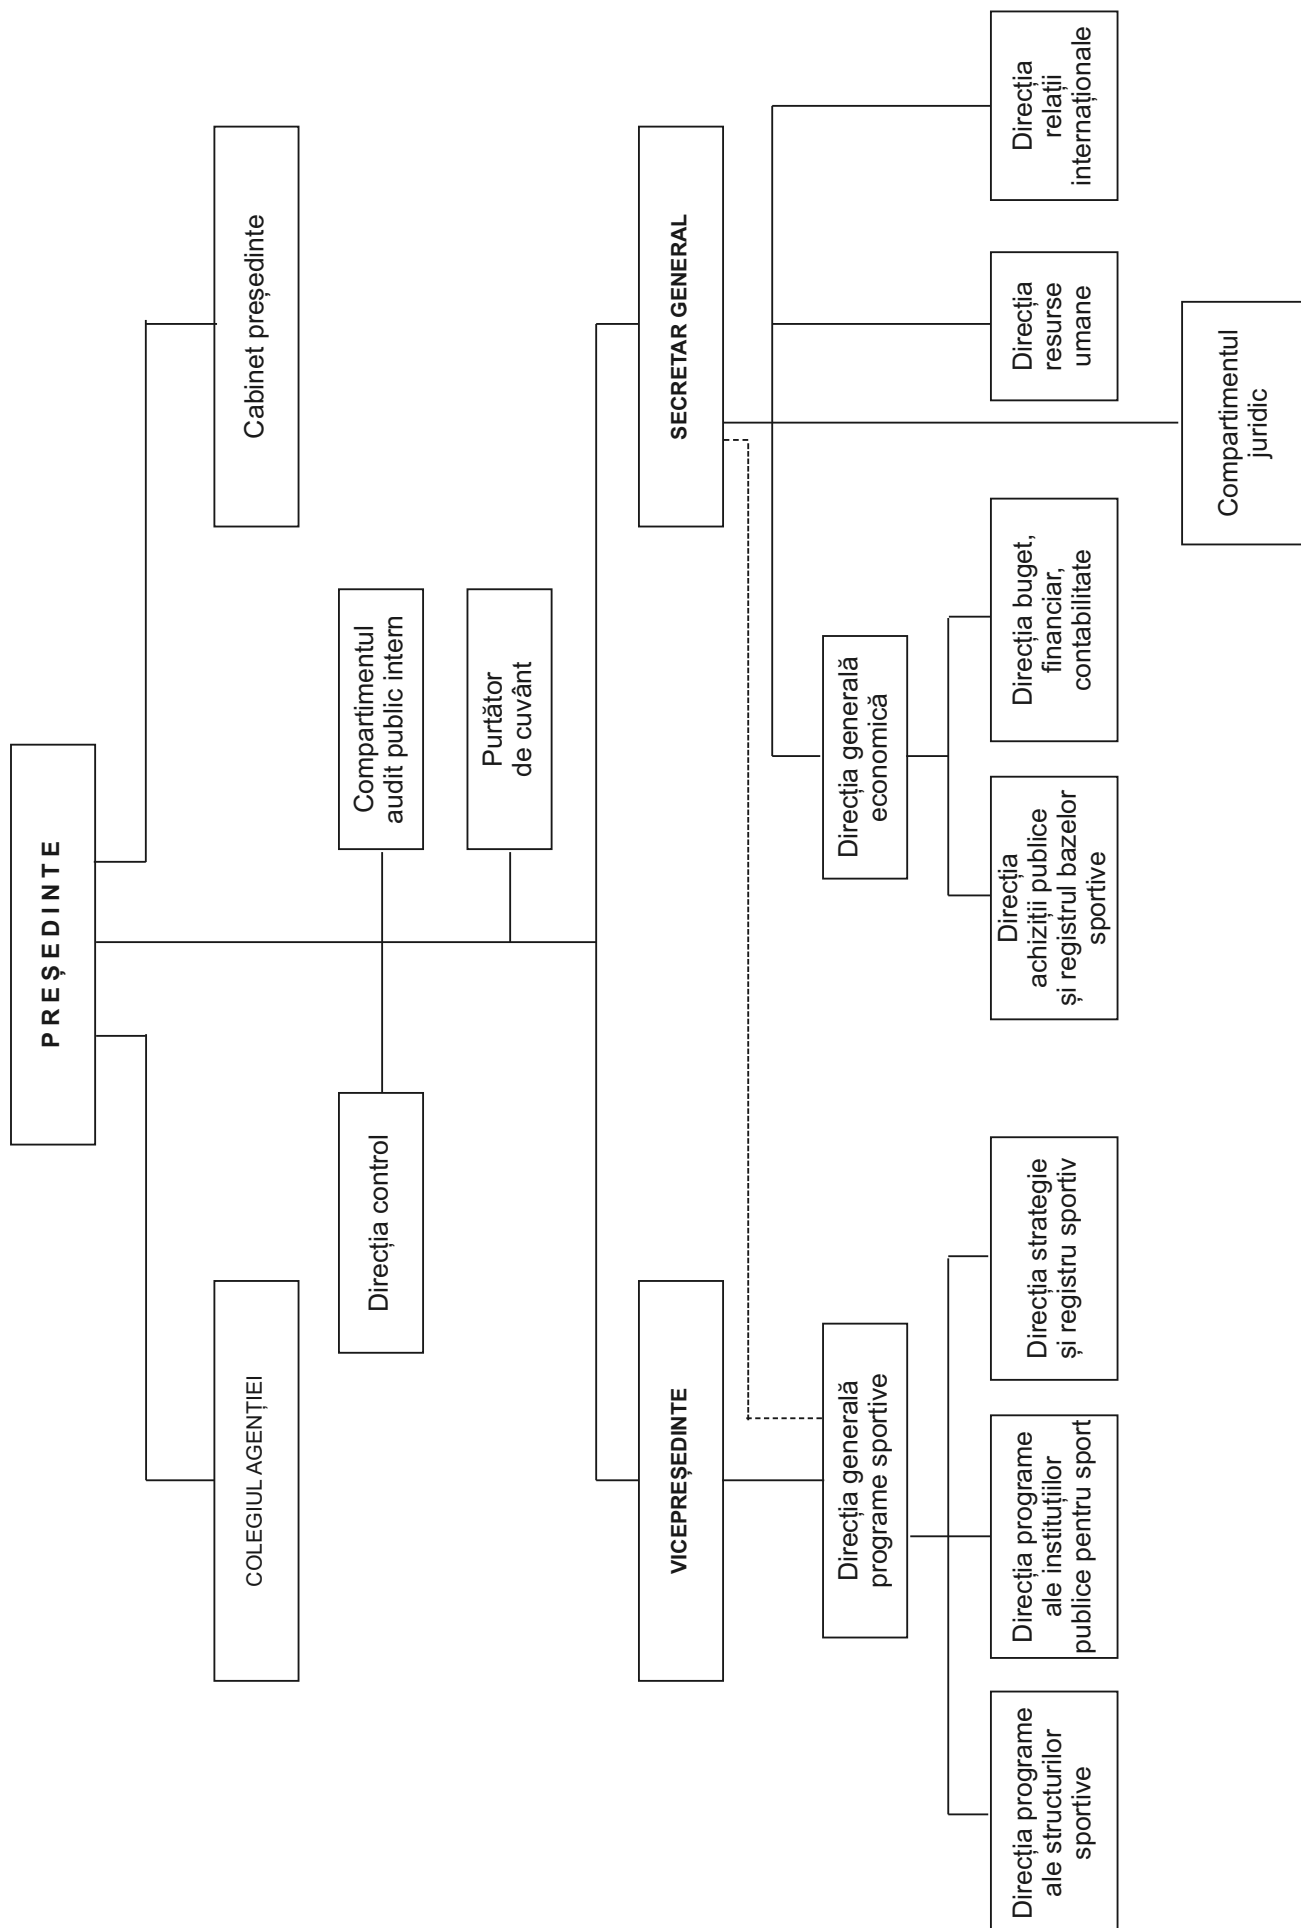 PREȘEDINTE
COLEGIUL AGENȚIEI
Cabinet președinte
Direcția control
Compartimentul
audit public intern
Purtător
de cuvânt
VICEPREȘEDINTE
SECRETAR GENERAL
Direcția generală
programe sportive
Direcția generală
economică
Direcția programe
ale structurilor
sportive
Direcția programe
ale instituțiilor
publice pentru sport
Direcția strategie
și registru sportiv
Direcția
achiziții publice
și registrul bazelor
sportive
Direcția buget,
financiar,
contabilitate
Direcția
resurse
umane
Direcția
relații
internaționale
Compartimentul
juridic